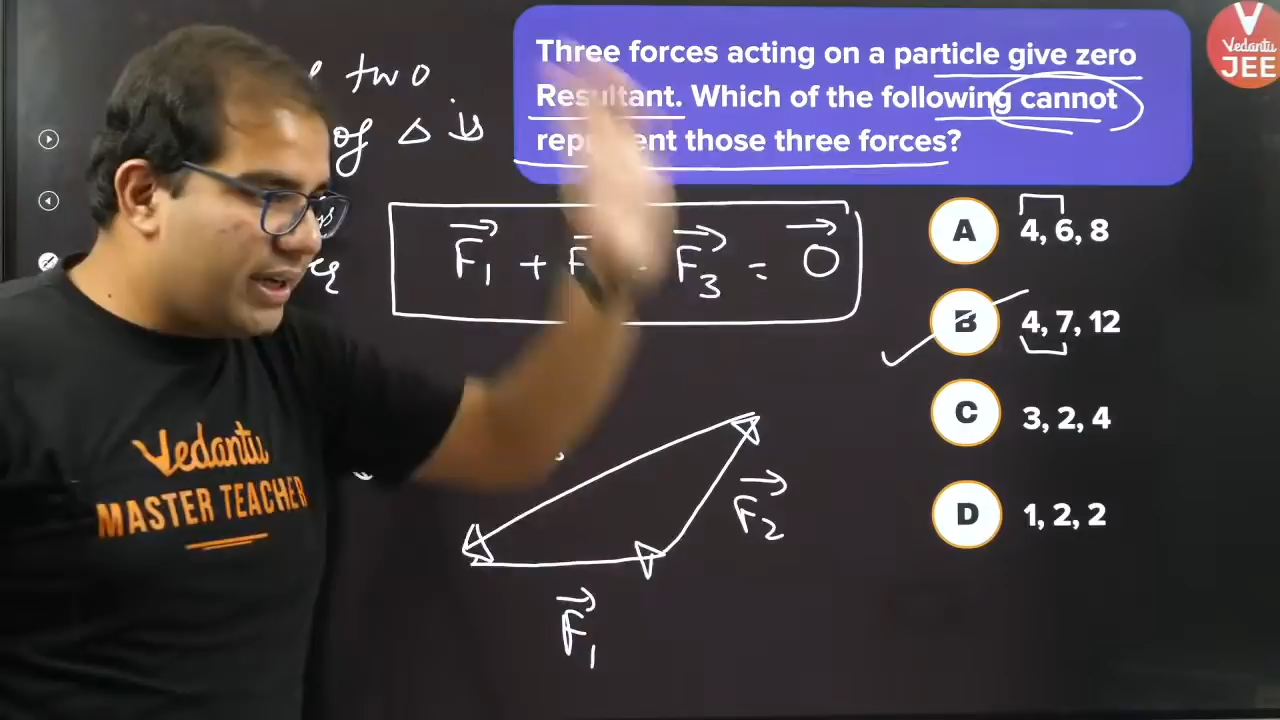 two
of Δ is
Three forces acting on a particle give zero
Resultant. Which of the following cannot
represent those three forces?
Vedantu
JEE
F₁ + F F₃ = 0
A 4, 6, 8
B 4, 7, 12
C 3, 2, 4
D 1, 2, 2
F₂
F₁
Vedantu
MASTER TEACHER